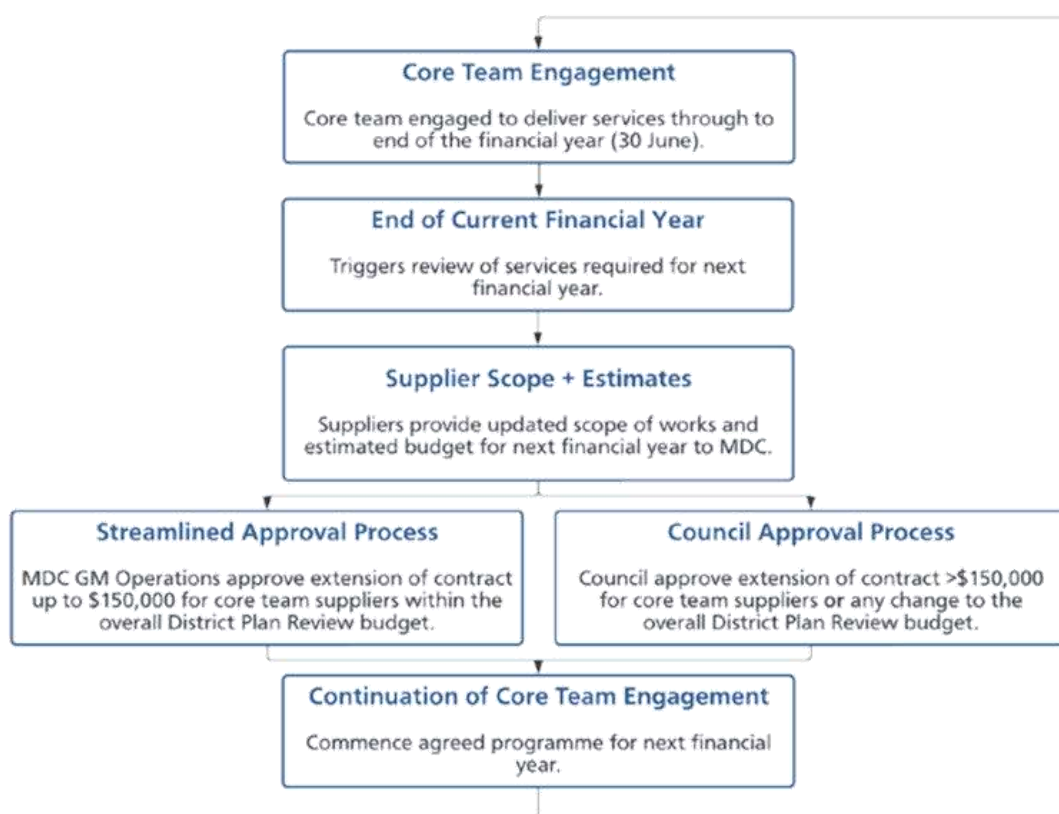 Core Team Engagement
Core team engaged to deliver services through to
end of the financial year (30 June).
End of Current Financial Year
Triggers review of services required for next
financial year.
Supplier Scope + Estimates
Suppliers provide updated scope of works and
estimated budget for next financial year to MDC.
Streamlined Approval Process
MDC GM Operations approve extension of contract
up to $150,000 for core team suppliers within the
overall District Plan Review budget.
Council Approval Process
Council approve extension of contract >$150,000
for core team suppliers or any change to the
overall District Plan Review budget.
Continuation of Core Team Engagement
Commence agreed programme for next financial
year.